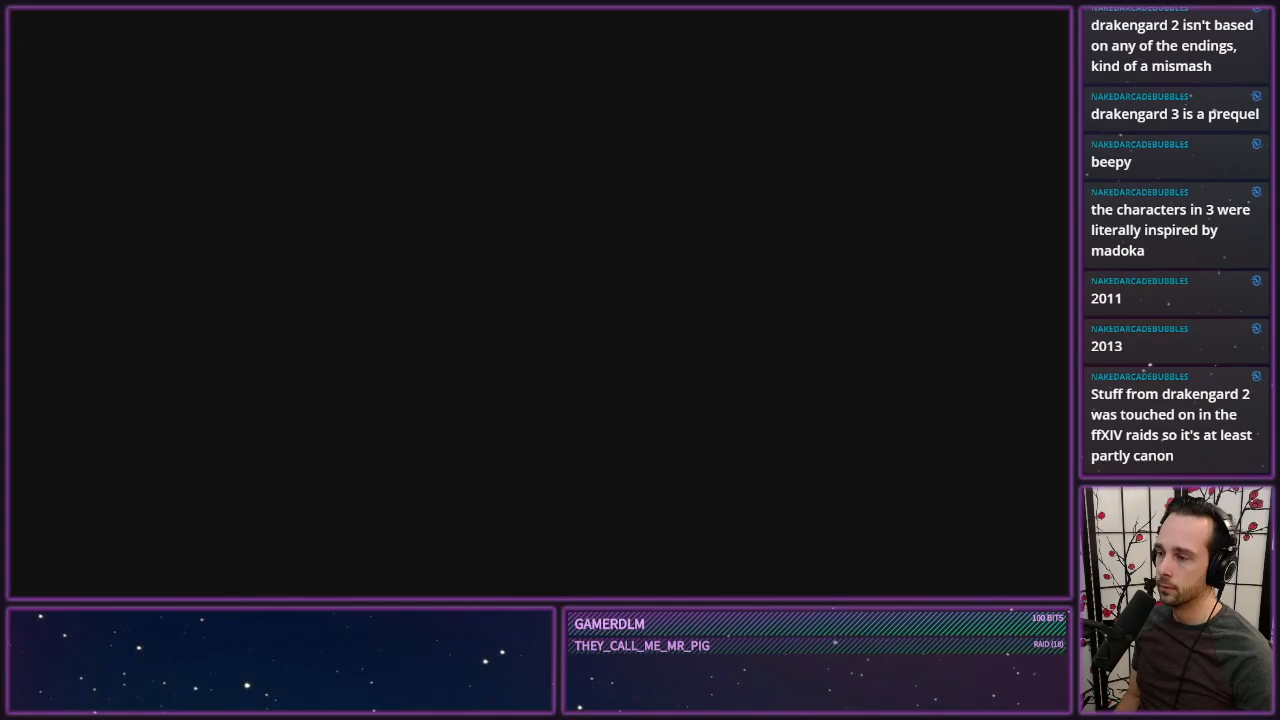 NAKEDARCADEBUBBLES
drakengard 2 isn't based
on any of the endings,
kind of a mismash
NAKEDARCADEBUBBLES
drakengard 3 is a prequel
NAKEDARCADEBUBBLES
beepy
NAKEDARCADEBUBBLES
the characters in 3 were
literally inspired by
madoka
NAKEDARCADEBUBBLES
2011
NAKEDARCADEBUBBLES
2013
NAKEDARCADEBUBBLES
Stuff from drakengard 2
was touched on in the
ffXIV raids so it's at least
partly canon
GAMERDLM 100 BITS
THEY_CALL_ME_MR_PIG RAID (18)